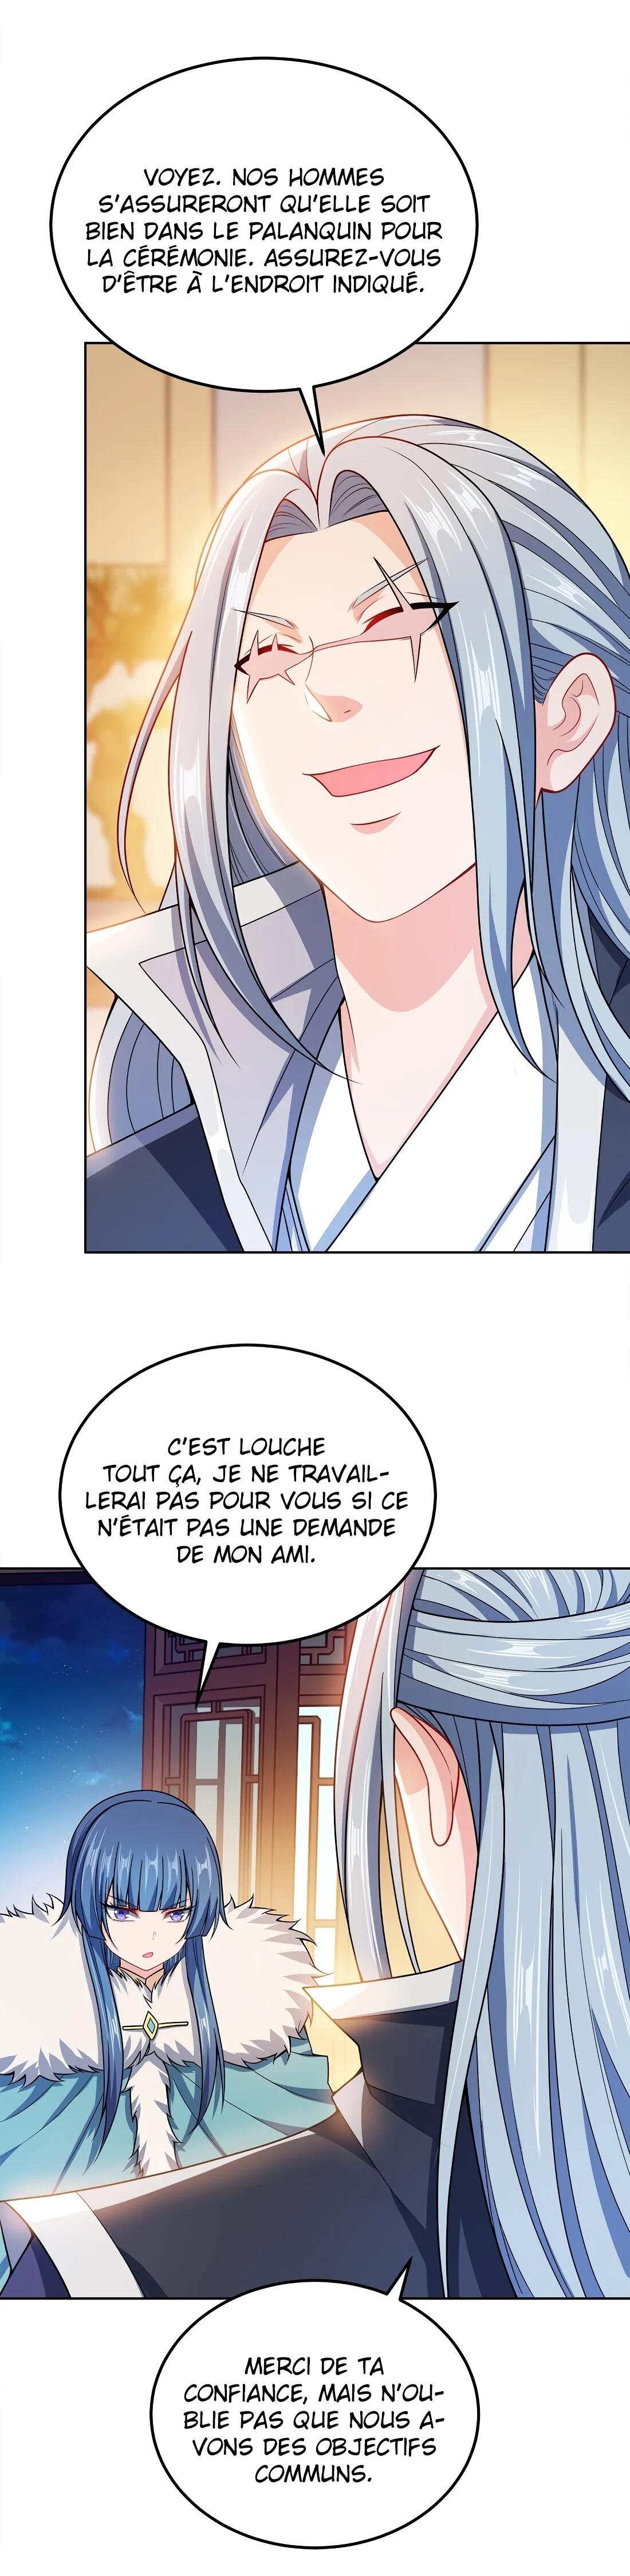 VOYEZ. NOS HOMMES
S'ASSURERONT QU'ELLE SOIT
BIEN DANS LE PALANQUIN POUR
LA CÉRÉMONIE. ASSUREZ-VOUS
D'ÊTRE À L'ENDROIT INDIQUÉ.
C'EST LOUCHE
TOUT ÇA, JE NE TRAVAIL-
LERAI PAS POUR VOUS SI CE
N'ÉTAIT PAS UNE DEMANDE
DE MON AMI.
MERCI DE TA
CONFIANCE, MAIS N'OU-
BLIE PAS QUE NOUS A-
VONS DES OBJECTIFS
COMMUNS.